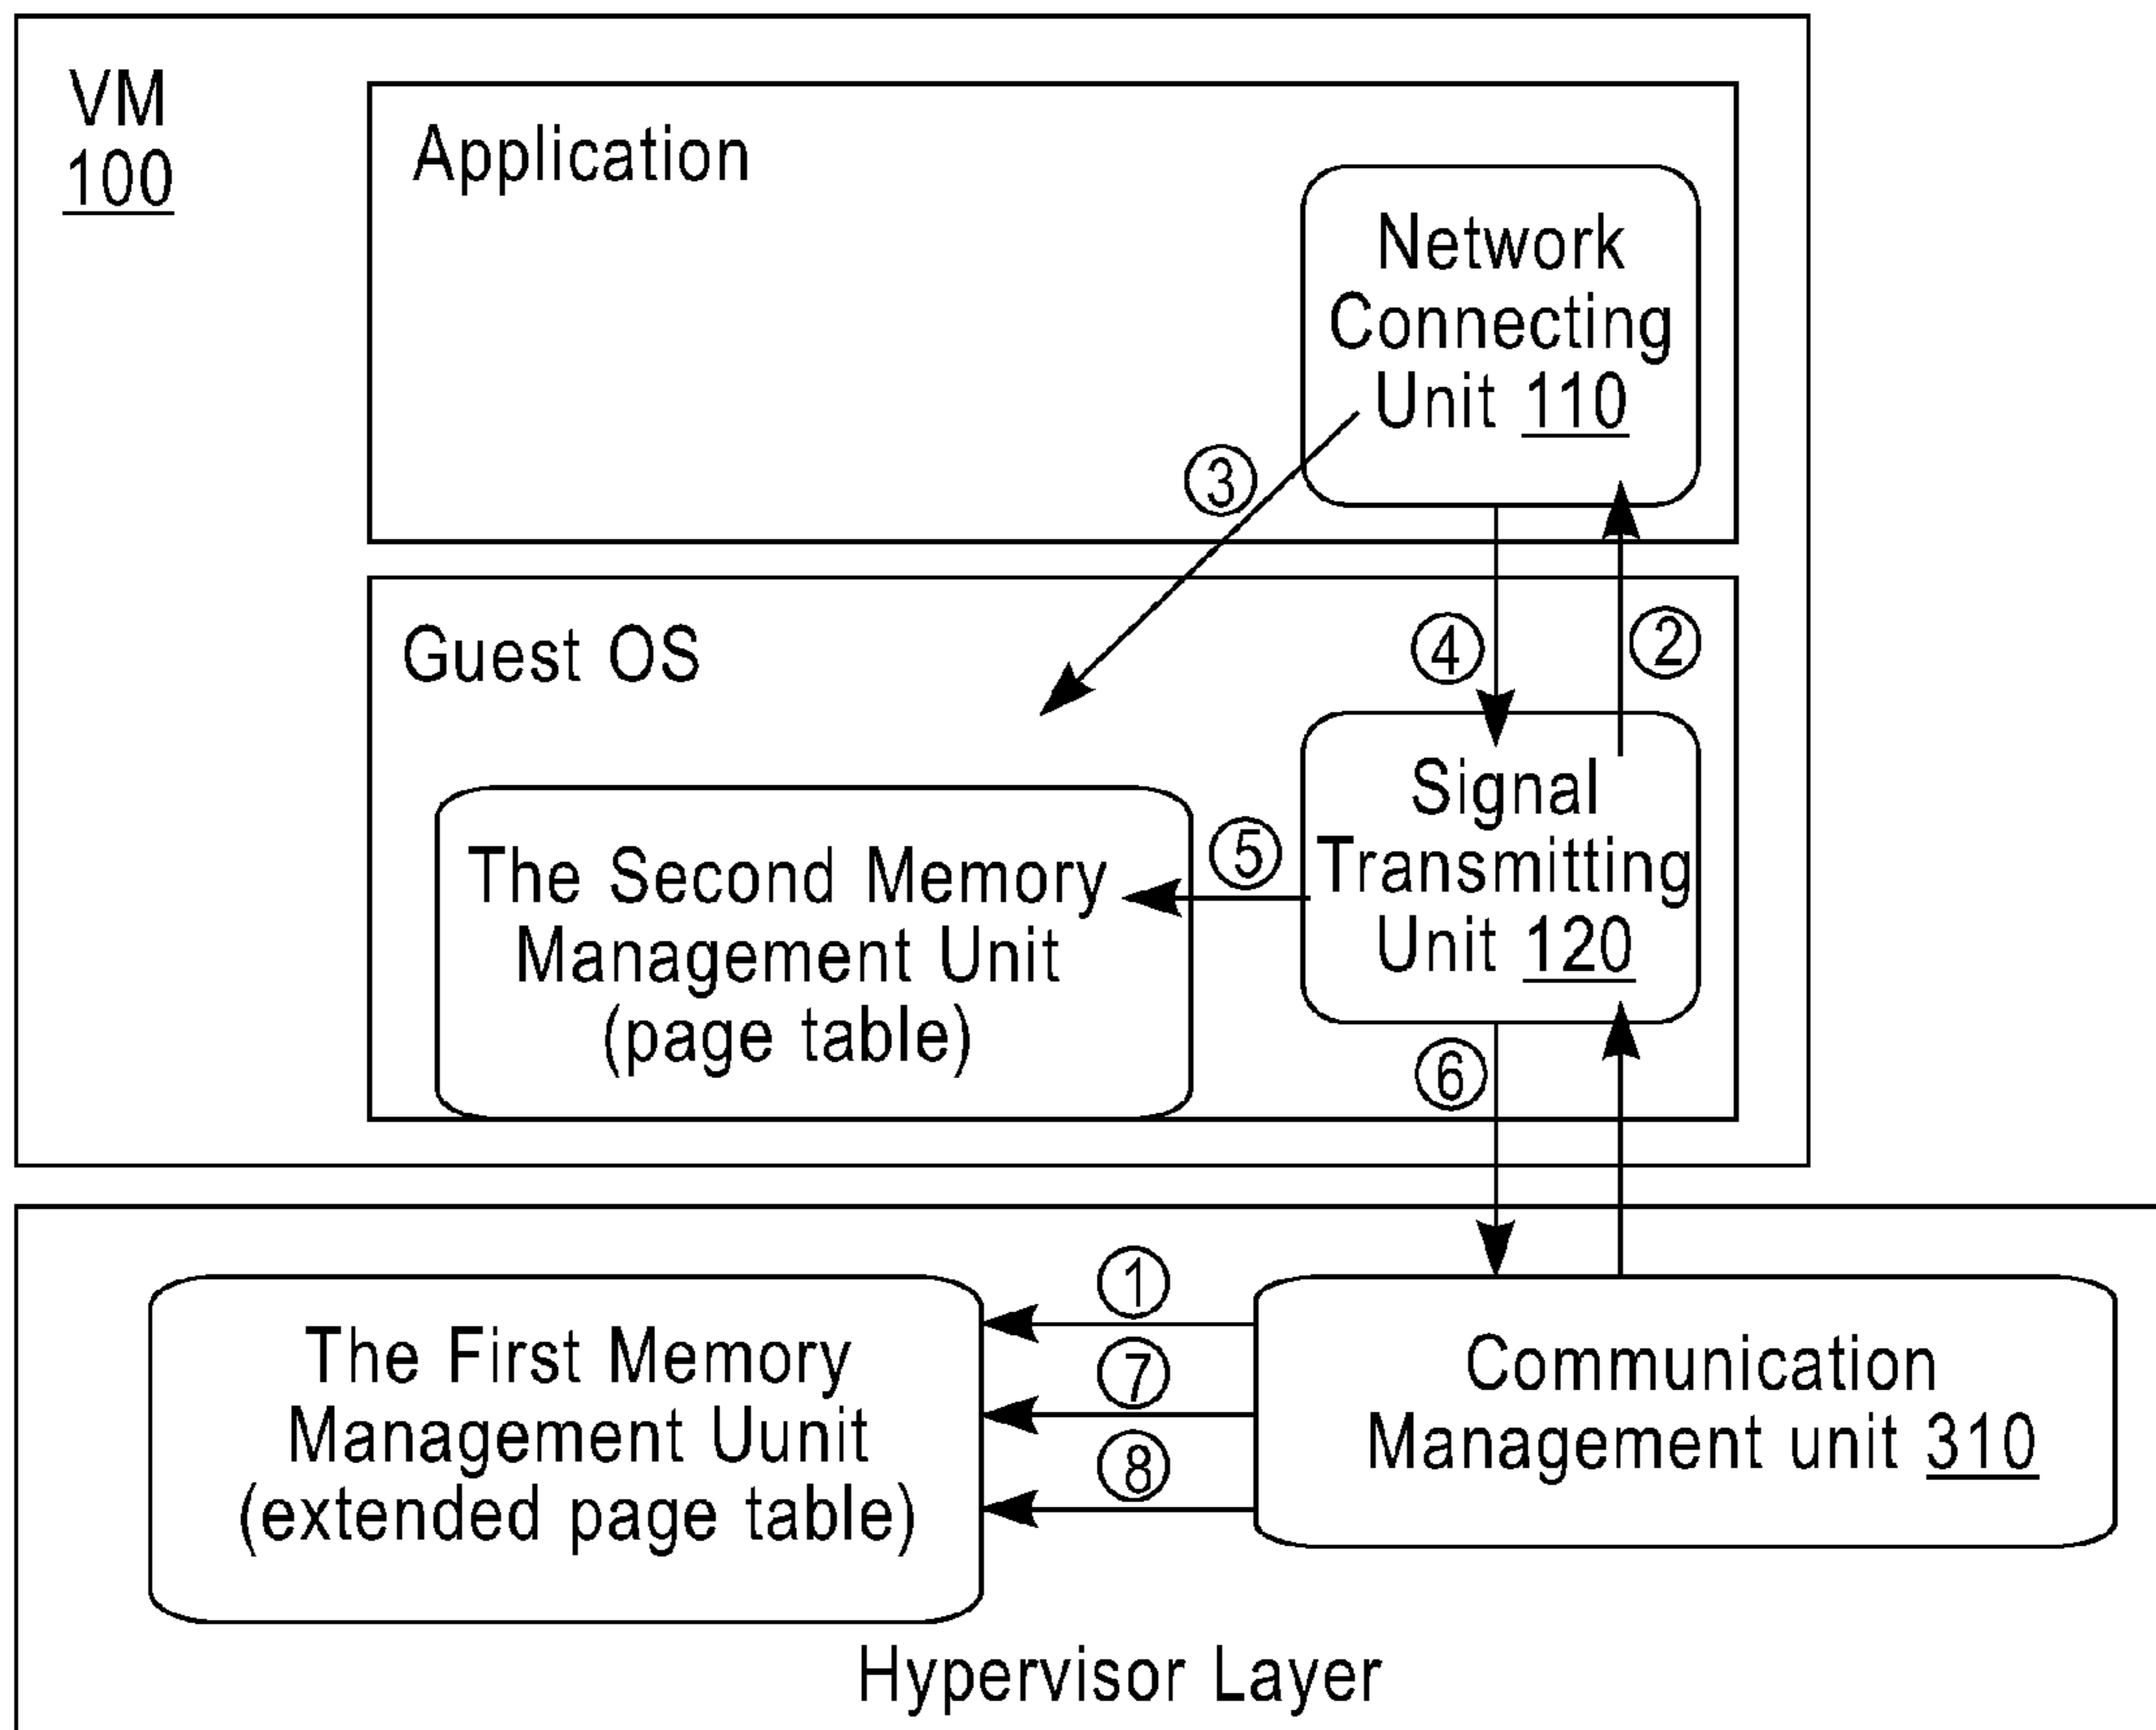 VM
100
Application
Network
Connecting
Unit 110
3
Guest OS
4
2
Signal
Transmitting
Unit 120
5
The Second Memory
Management Unit
(page table)
6
1
7
8
The First Memory
Management Uunit
(extended page table)
Communication
Management unit 310
Hypervisor Layer